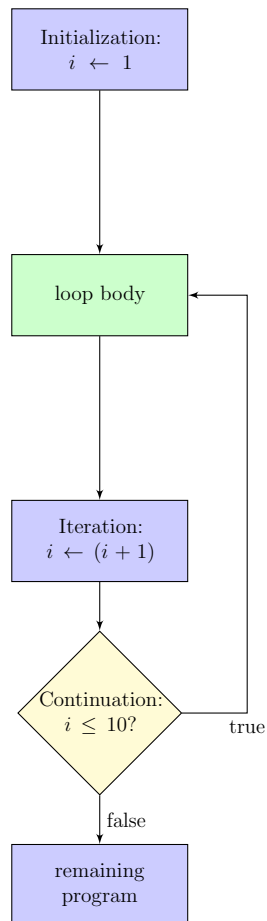 Initialization:
i ← 1
loop body
Iteration:
i ← (i + 1)
Continuation:
i ≤ 10?
true
false
remaining
program